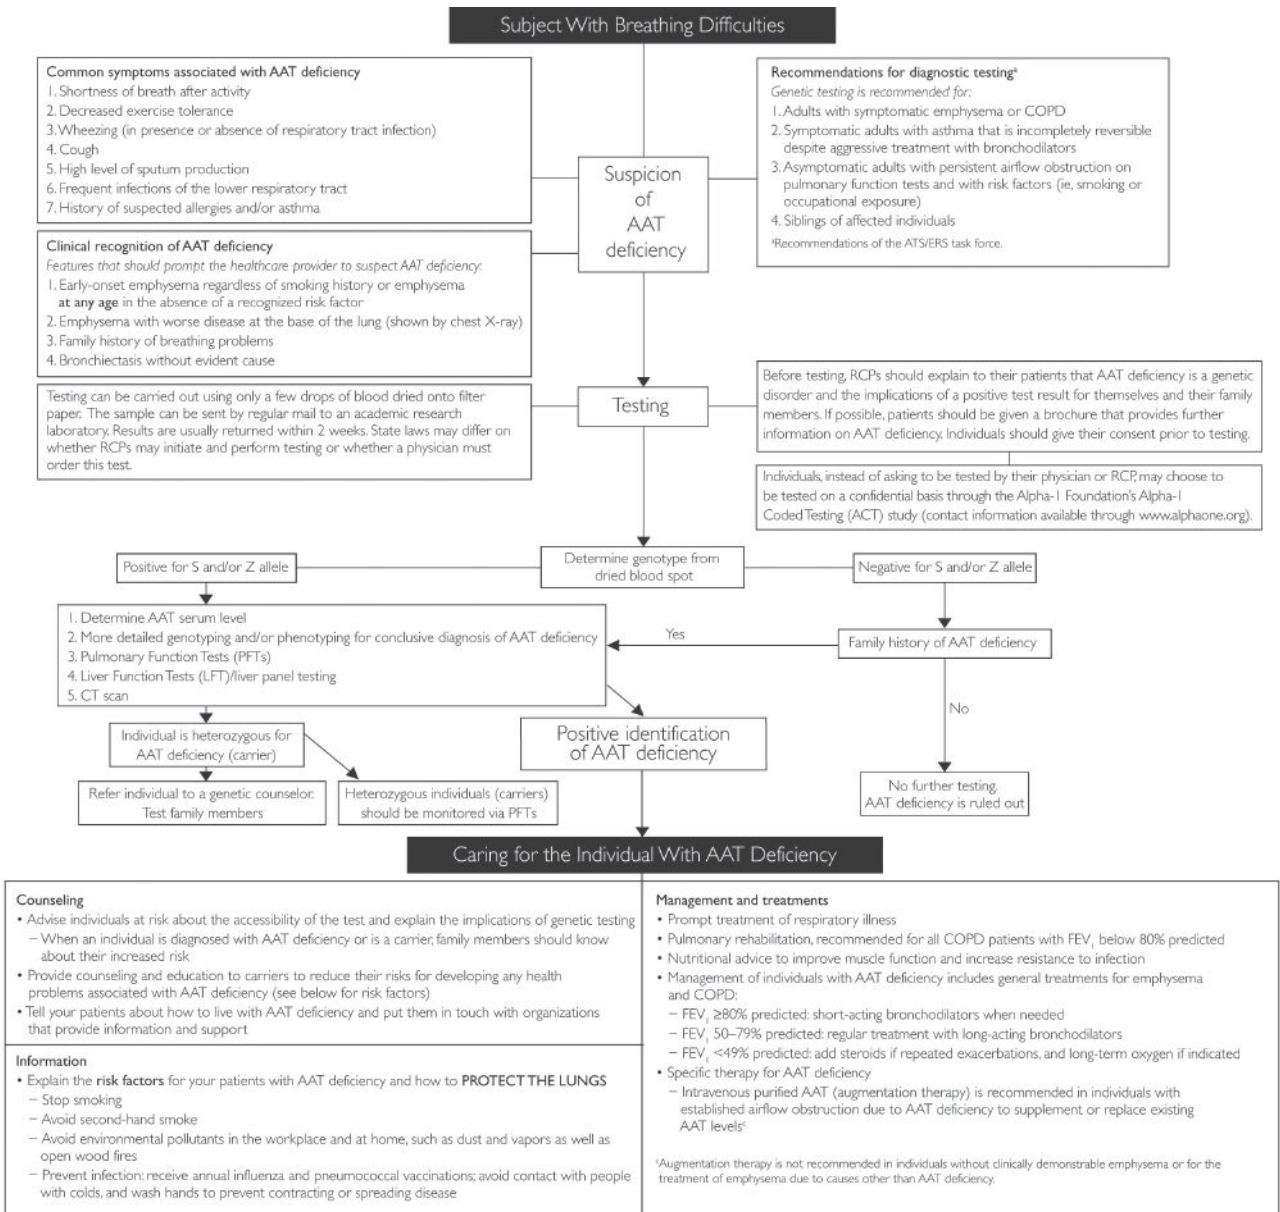 Subject With Breathing Difficulties
Common symptoms associated with AAT deficiency
1. Shortness of breath after activity
2. Decreased exercise tolerance
3. Wheezing (in presence or absence of respiratory tract infection)
4. Cough
5. High level of sputum production
6. Frequent infections of the lower respiratory tract
7. History of suspected allergies and/or asthma
Clinical recognition of AAT deficiency
Features that should prompt the healthcare provider to suspect AAT deficiency:
1. Early-onset emphysema regardless of smoking history or emphysema
at any age in the absence of a recognized risk factor
2. Emphysema with worse disease at the base of the lung (shown by chest X-ray)
3. Family history of breathing problems
4. Bronchiectasis without evident cause
Suspicion
of
AAT
deficiency
Recommendations for diagnostic testingᵃ
Genetic testing is recommended for:
1. Adults with symptomatic emphysema or COPD
2. Symptomatic adults with asthma that is incompletely reversible
despite aggressive treatment with bronchodilators
3. Asymptomatic adults with persistent airflow obstruction on
pulmonary function tests and with risk factors (ie, smoking or
occupational exposure)
4. Siblings of affected individuals
ᵃRecommendations of the ATS/ERS task force.
Testing can be carried out using only a few drops of blood dried onto filter
paper. The sample can be sent by regular mail to an academic research
laboratory. Results are usually returned within 2 weeks. State laws may differ on
whether RCPs may initiate and perform testing or whether a physician must
order this test.
Testing
Before testing, RCPs should explain to their patients that AAT deficiency is a genetic
disorder and the implications of a positive test result for themselves and their family
members. If possible, patients should be given a brochure that provides further
information on AAT deficiency. Individuals should give their consent prior to testing.
Individuals, instead of asking to be tested by their physician or RCP, may choose to
be tested on a confidential basis through the Alpha-1 Foundation's Alpha-1
Coded Testing (ACT) study (contact information available through www.alphaone.org).
Positive for S and/or Z allele
Determine genotype from
dried blood spot
Negative for S and/or Z allele
1. Determine AAT serum level
2. More detailed genotyping and/or phenotyping for conclusive diagnosis of AAT deficiency
3. Pulmonary Function Tests (PFTs)
4. Liver Function Tests (LFT)/liver panel testing
5. CT scan
Yes
Family history of AAT deficiency
No
Individual is heterozygous for
AAT deficiency (carrier)
Positive identification
of AAT deficiency
Refer individual to a genetic counselor.
Test family members
Heterozygous individuals (carriers)
should be monitored via PFTs
No further testing.
AAT deficiency is ruled out
Caring for the Individual With AAT Deficiency
Counseling
• Advise individuals at risk about the accessibility of the test and explain the implications of genetic testing
– When an individual is diagnosed with AAT deficiency or is a carrier, family members should know
about their increased risk
• Provide counseling and education to carriers to reduce their risks for developing any health
problems associated with AAT deficiency (see below for risk factors)
• Tell your patients about how to live with AAT deficiency and put them in touch with organizations
that provide information and support
Information
• Explain the risk factors for your patients with AAT deficiency and how to PROTECT THE LUNGS
– Stop smoking
– Avoid second-hand smoke
– Avoid environmental pollutants in the workplace and at home, such as dust and vapors as well as
open wood fires
– Prevent infection: receive annual influenza and pneumococcal vaccinations; avoid contact with people
with colds, and wash hands to prevent contracting or spreading disease
Management and treatments
• Prompt treatment of respiratory illness
• Pulmonary rehabilitation, recommended for all COPD patients with FEV₁ below 80% predicted
• Nutritional advice to improve muscle function and increase resistance to infection
• Management of individuals with AAT deficiency includes general treatments for emphysema
and COPD:
– FEV₁ ≥80% predicted: short-acting bronchodilators when needed
– FEV₁ 50–79% predicted: regular treatment with long-acting bronchodilators
– FEV₁ <49% predicted: add steroids if repeated exacerbations, and long-term oxygen if indicated
• Specific therapy for AAT deficiency
– Intravenous purified AAT (augmentation therapy) is recommended in individuals with
established airflow obstruction due to AAT deficiency to supplement or replace existing
AAT levelsᶜ
ᶜAugmentation therapy is not recommended in individuals without clinically demonstrable emphysema or for the
treatment of emphysema due to causes other than AAT deficiency.